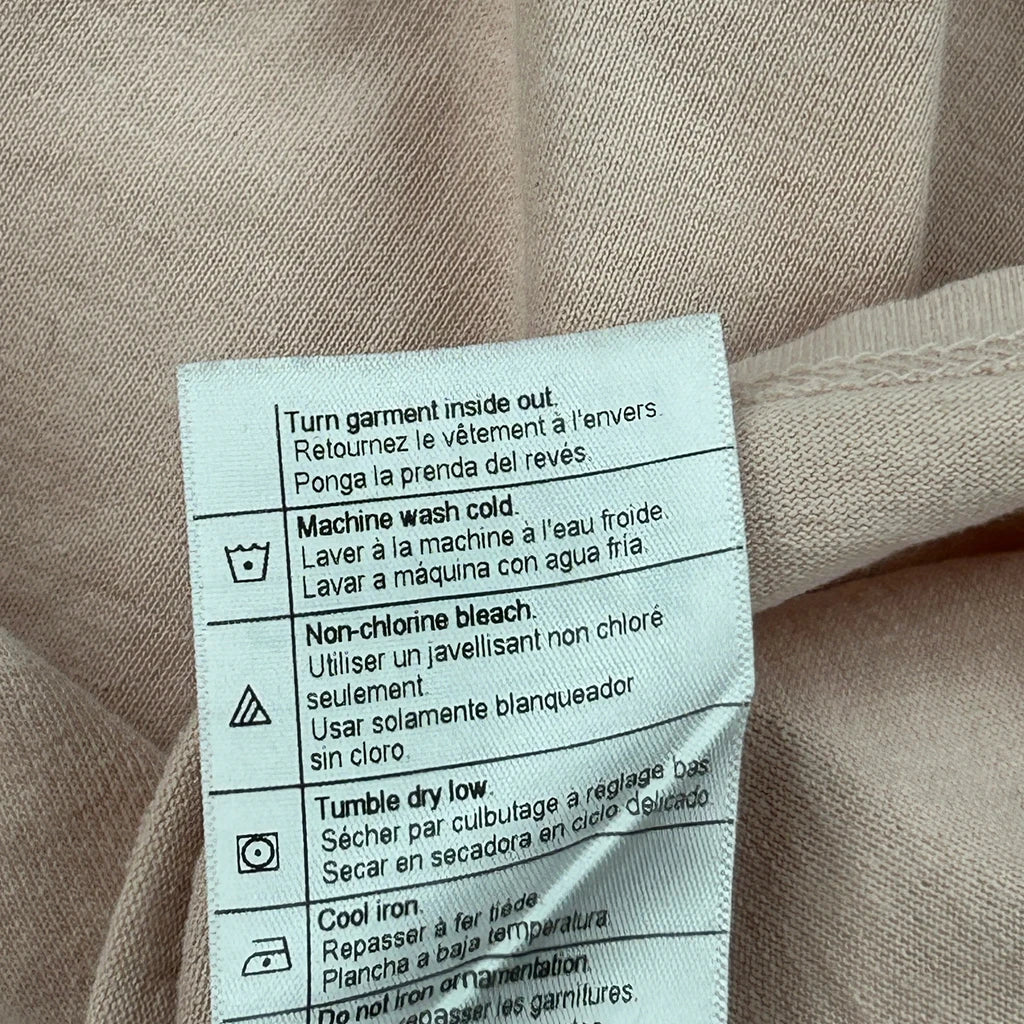 Turn garment inside out.
Retournez le vêtement à l'envers.
Ponga la prenda del revés.
Machine wash cold.
Laver à la machine à l'eau froide.
Lavar a máquina con agua fría.
Non-chlorine bleach.
Utiliser un javellisant non chloré
seulement.
Usar solamente blanqueador
sin cloro.
Tumble dry low.
Sécher par culbutage à réglage bas
Secar en secadora en ciclo delicado
Cool iron.
Repasser à fer tiède
Plancha a baja temperatura
Do not iron ornamentation.
les garnitures.